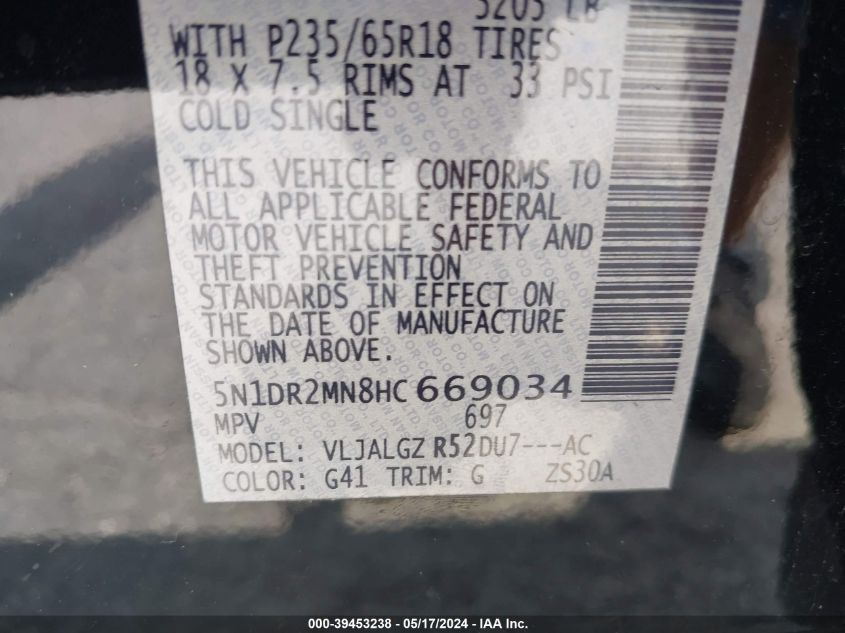 5205 LB
WITH P235/65R18 TIRES
18 X 7.5 RIMS AT 33 PSI
COLD SINGLE
THIS VEHICLE CONFORMS TO
ALL APPLICABLE FEDERAL
MOTOR VEHICLE SAFETY AND
THEFT PREVENTION
STANDARDS IN EFFECT ON
THE DATE OF MANUFACTURE
SHOWN ABOVE.
5N1DR2MN8HC669034
MPV 697
MODEL: VLJALGZ R52DU7---AC
COLOR: G41 TRIM: G ZS30A
000-39453238 - 05/17/2024 - IAA Inc.